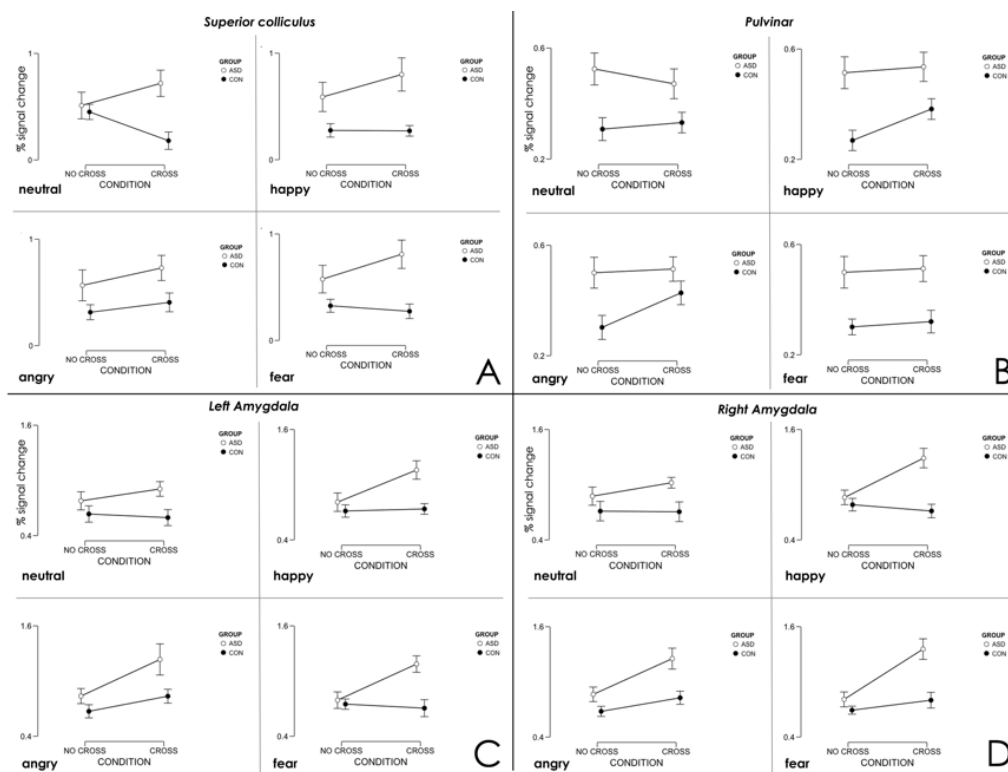 Superior colliculus
% signal change
1
0
GROUP
ASD
CON
NO CROSS
CROSS
CONDITION
neutral
1
0
GROUP
ASD
CON
NO CROSS
CROSS
CONDITION
happy
1
0
GROUP
ASD
CON
NO CROSS
CROSS
CONDITION
angry
1
0
GROUP
ASD
CON
NO CROSS
CROSS
CONDITION
fear
A
Pulvinar
% signal change
0.6
0.2
GROUP
ASD
CON
NO CROSS
CROSS
CONDITION
neutral
0.6
0.2
GROUP
ASD
CON
NO CROSS
CROSS
CONDITION
happy
0.6
0.2
GROUP
ASD
CON
NO CROSS
CROSS
CONDITION
angry
0.6
0.2
GROUP
ASD
CON
NO CROSS
CROSS
CONDITION
fear
B
Left Amygdala
% signal change
1.6
0.4
GROUP
ASD
CON
NO CROSS
CROSS
CONDITION
neutral
1.6
0.4
GROUP
ASD
CON
NO CROSS
CROSS
CONDITION
happy
1.6
0.4
GROUP
ASD
CON
NO CROSS
CROSS
CONDITION
angry
1.6
0.4
GROUP
ASD
CON
NO CROSS
CROSS
CONDITION
fear
C
Right Amygdala
% signal change
1.6
0.4
GROUP
ASD
CON
NO CROSS
CROSS
CONDITION
neutral
1.6
0.4
GROUP
ASD
CON
NO CROSS
CROSS
CONDITION
happy
1.6
0.4
GROUP
ASD
CON
NO CROSS
CROSS
CONDITION
angry
1.6
0.4
GROUP
ASD
CON
NO CROSS
CROSS
CONDITION
fear
D